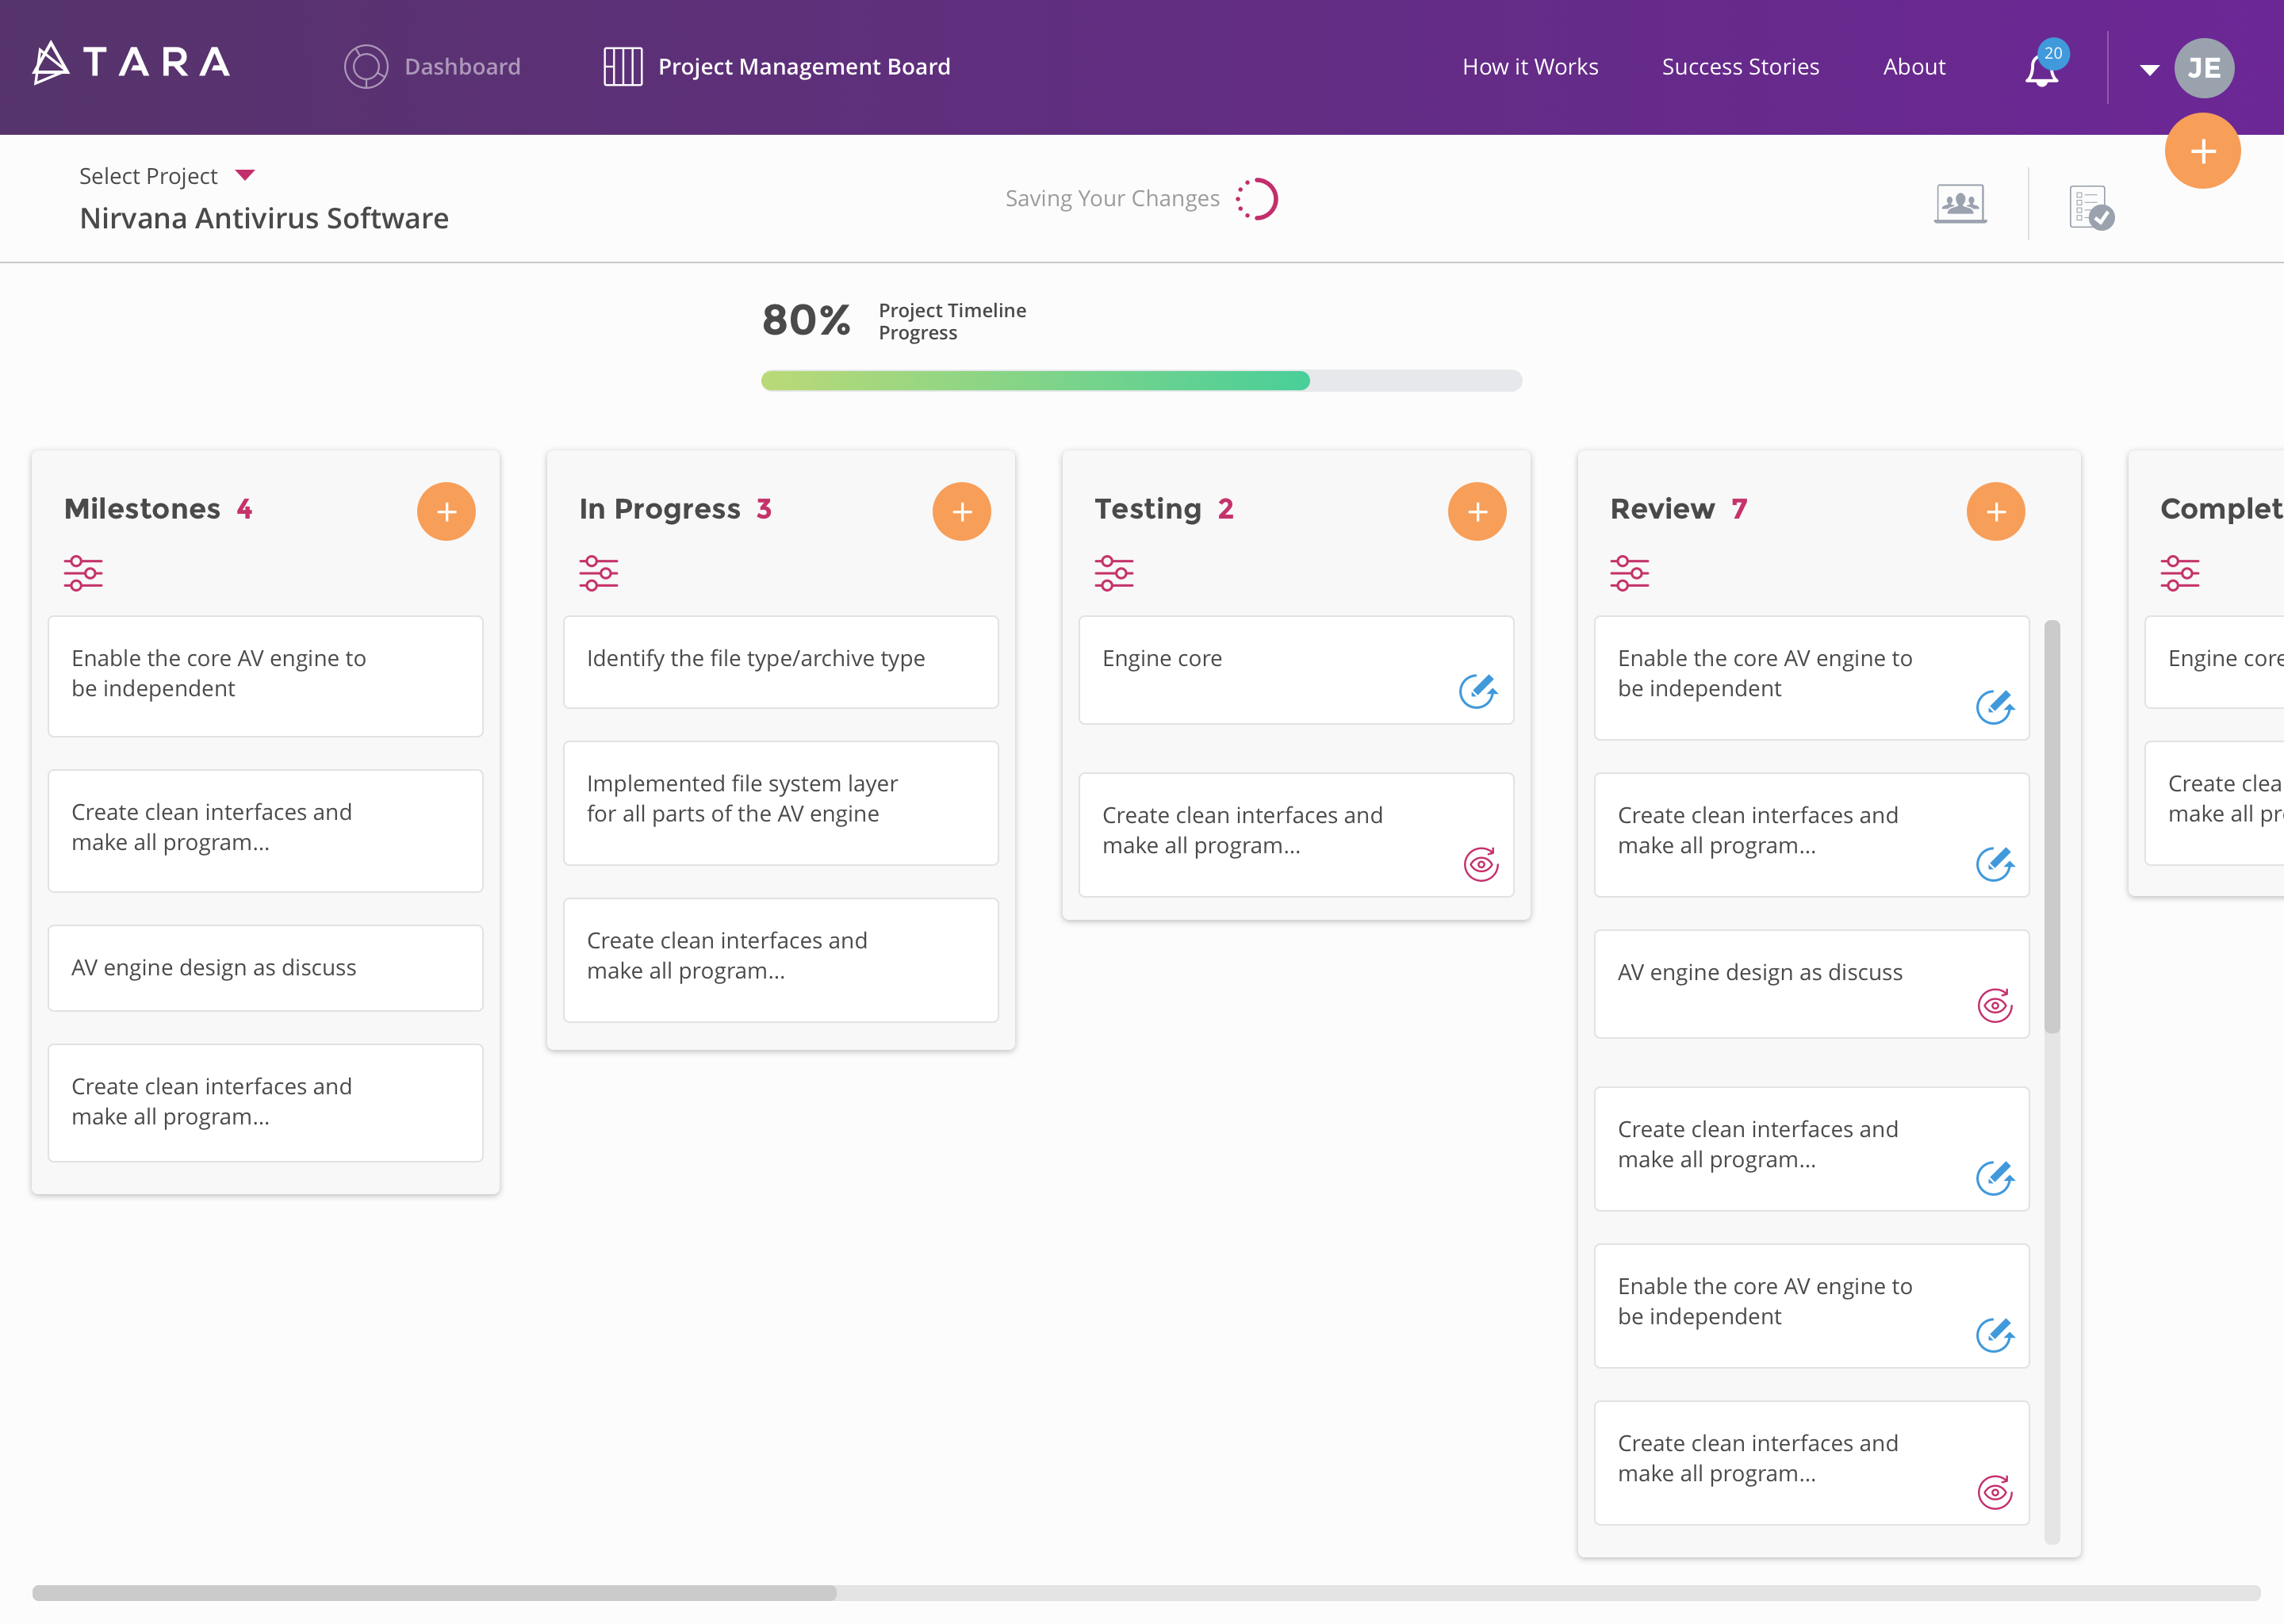 TARA
Dashboard
Project Management Board
How it Works
Success Stories
About
20
JE
Select Project
Nirvana Antivirus Software
Saving Your Changes
80%
Project Timeline
Progress
Milestones 4
Enable the core AV engine to
be independent
Create clean interfaces and
make all program...
AV engine design as discuss
Create clean interfaces and
make all program...
In Progress 3
Identify the file type/archive type
Implemented file system layer
for all parts of the AV engine
Create clean interfaces and
make all program...
Testing 2
Engine core
Create clean interfaces and
make all program...
Review 7
Enable the core AV engine to
be independent
Create clean interfaces and
make all program...
AV engine design as discuss
Create clean interfaces and
make all program...
Enable the core AV engine to
be independent
Create clean interfaces and
make all program...
Complet
Engine core
Create clea
make all pr